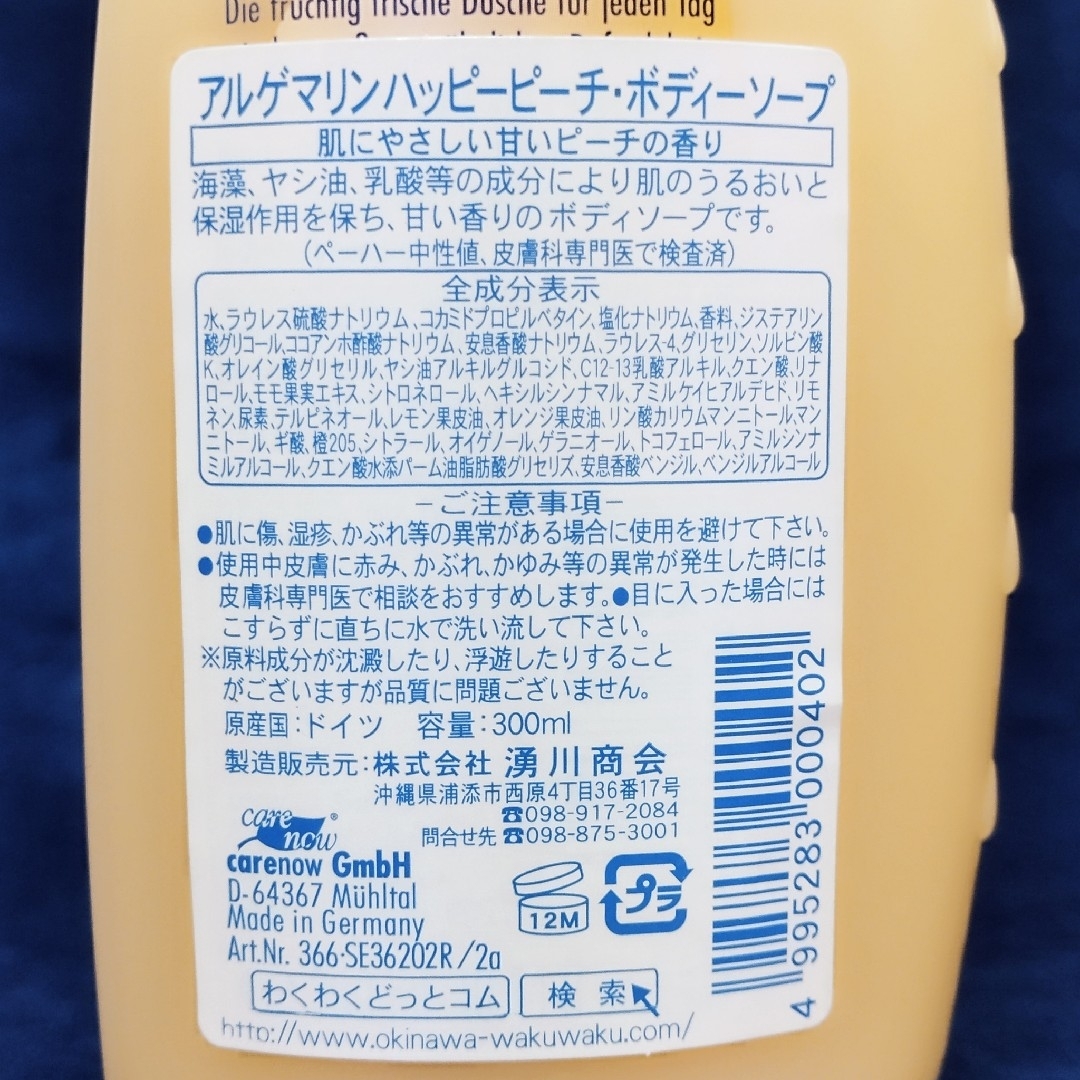 Die fruchtig frische Dusche für jeden Tag
アルゲマリンハッピーピーチ・ボディーソープ
肌にやさしい甘いピーチの香り
海藻、ヤシ油、乳酸等の成分により肌のうるおいと
保湿作用を保ち、甘い香りのボディソープです。
(ペーハー中性値、皮膚科専門医で検査済)
全成分表示
水、ラウレス硫酸ナトリウム、コカミドプロピルベタイン、塩化ナトリウム、香料、ジステアリン
酸グリコール、ココアンホ酢酸ナトリウム、安息香酸ナトリウム、ラウレス-4、グリセリン、ソルビン酸
K、オレイン酸グリセリル、ヤシ油アルキルグルコシド、C12-13乳酸アルキル、クエン酸、リナ
ロール、モモ果実エキス、シトロネロール、ヘキシルシンナマル、アミルケイヒアルデヒド、リモ
ネン、尿素、テルピネオール、レモン果皮油、オレンジ果皮油、リン酸カリウムマンニトール、マン
ニトール、ギ酸、橙205、シトラール、オイゲノール、ゲラニオール、トコフェロール、アミルシンナ
ミルアルコール、クエン酸水添パーム油脂肪酸グリセリズ、安息香酸ベンジル、ベンジルアルコール
－ご注意事項－
●肌に傷、湿疹、かぶれ等の異常がある場合に使用を避けて下さい。
●使用中皮膚に赤み、かぶれ、かゆみ等の異常が発生した時には
皮膚科専門医で相談をおすすめします。●目に入った場合には
こすらずに直ちに水で洗い流して下さい。
※原料成分が沈澱したり、浮遊したりすること
がございますが品質に問題ございません。
原産国：ドイツ 容量：300ml
製造販売元：株式会社 湧川商会
沖縄県浦添市西原4丁目36番17号
☎098-917-2084
問合せ先 ☎098-875-3001
care now®
carenow GmbH
D-64367 Mühltal
Made in Germany
Art.Nr. 366·SE36202R/2a
12M
プラ
4 995283 000402
わくわくどっとコム 検索
http://www.okinawa-wakuwaku.com/